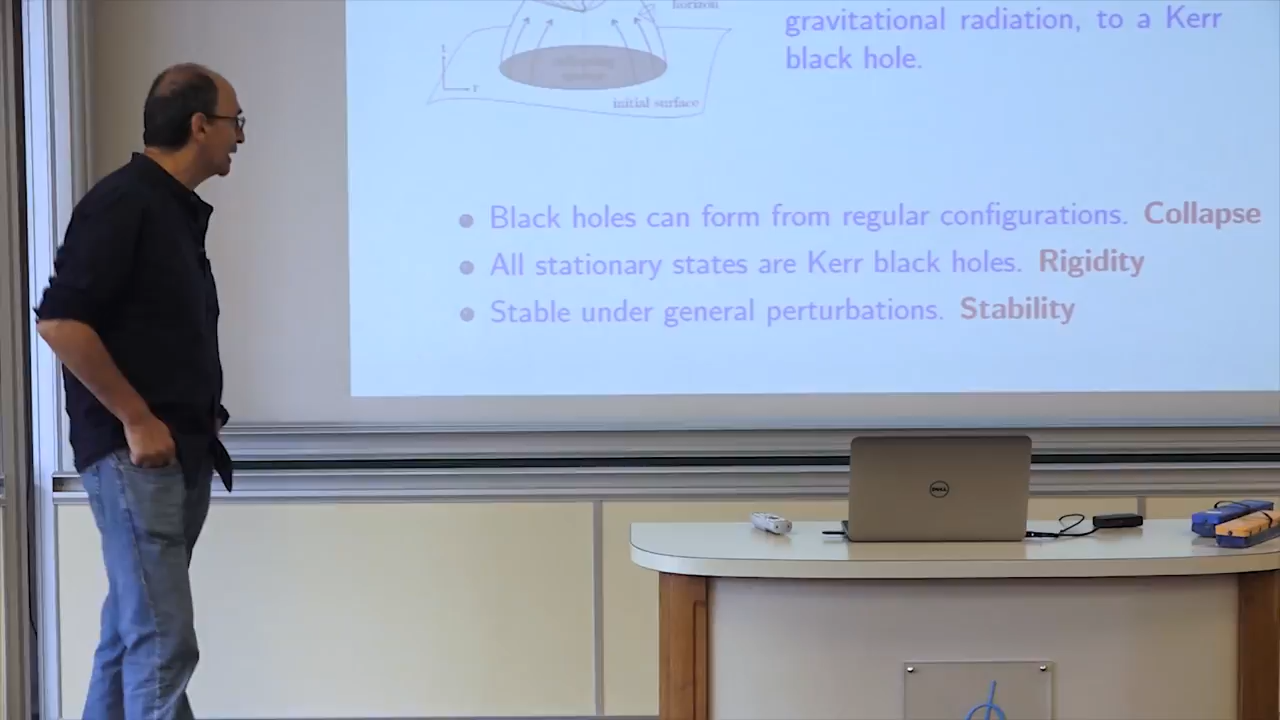 horizon
gravitational radiation, to a Kerr
black hole.
r
initial surface
Black holes can form from regular configurations. Collapse
All stationary states are Kerr black holes. Rigidity
Stable under general perturbations. Stability
DELL